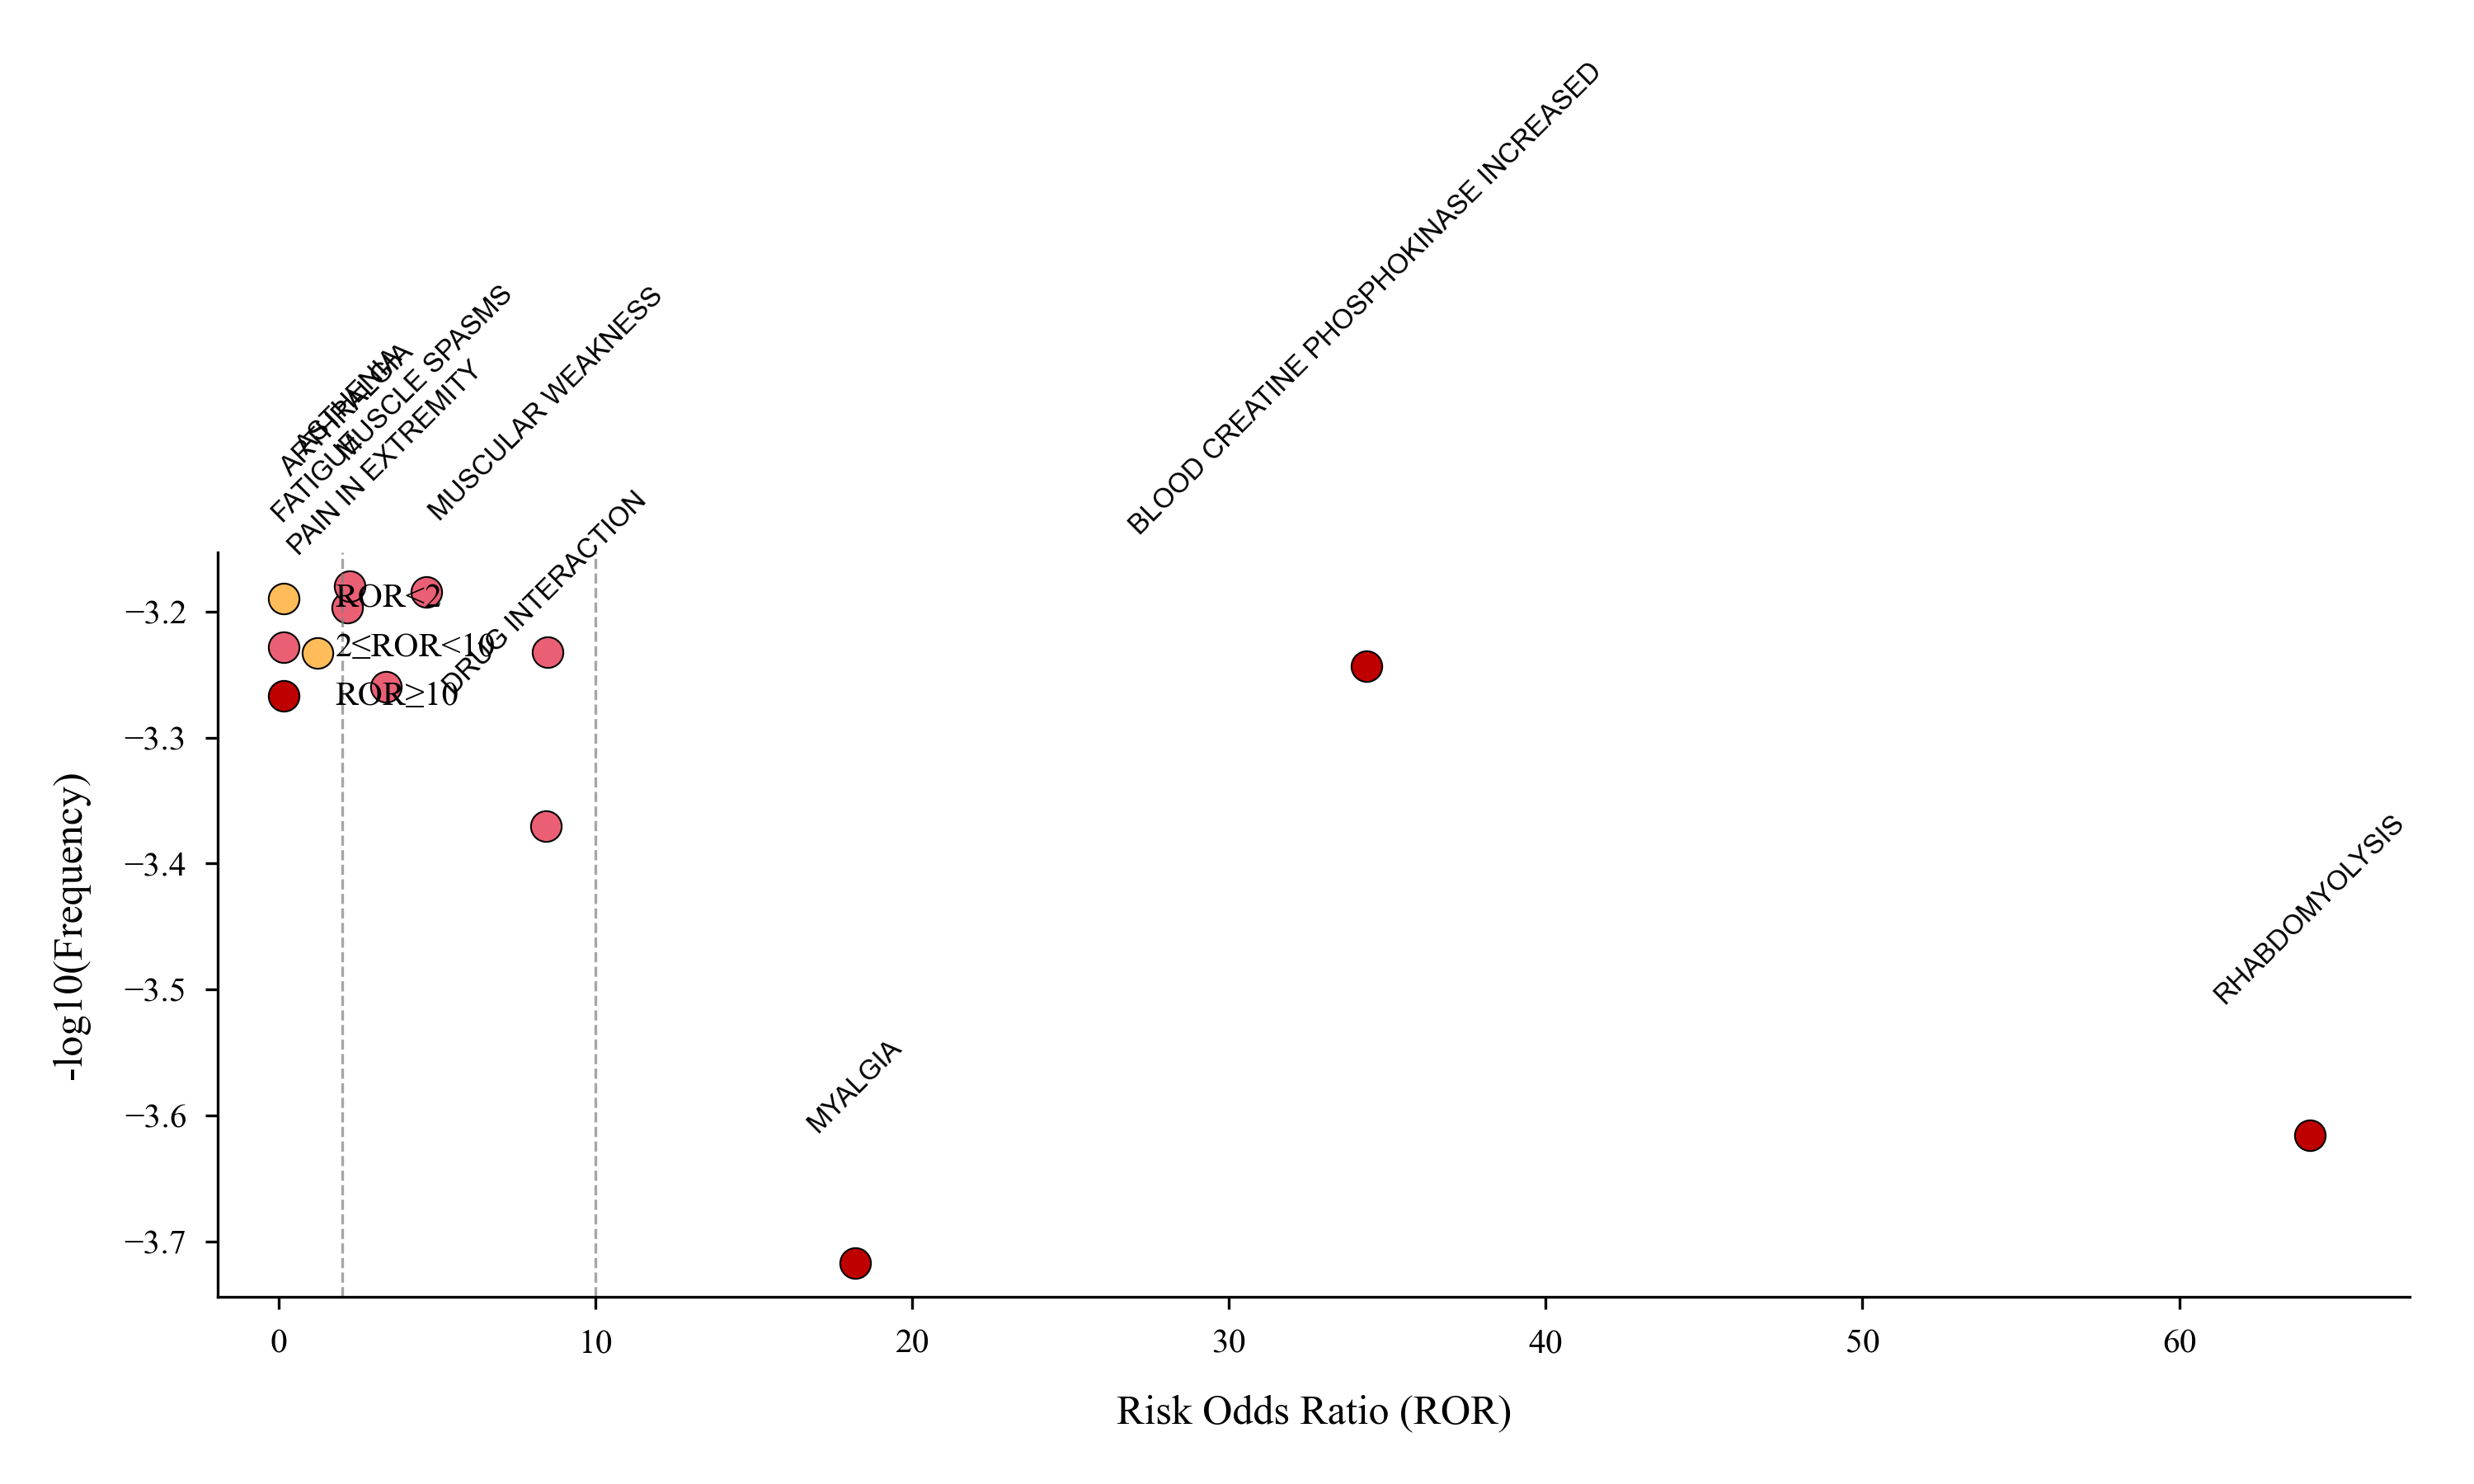 BLOOD CREATINE PHOSPHOKINASE INCREASED
MUSCLE SPASMS
MUSCULAR WEAKNESS
ARTHRALGIA
ASTHENIA
FATIGUE
PAIN IN EXTREMITY
DRUG INTERACTION
RHABDOMYOLYSIS
MYALGIA
ROR<2
2≤ROR<10
ROR≥10
−3.2
−3.3
−3.4
−3.5
−3.6
−3.7
-log10(Frequency)
0
10
20
30
40
50
60
Risk Odds Ratio (ROR)